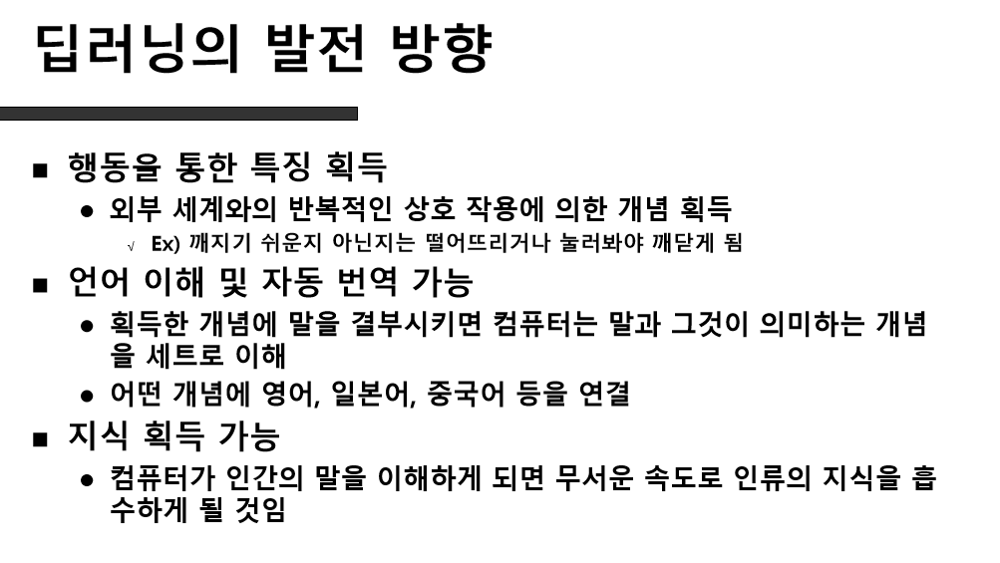 딥러닝의 발전 방향
■ 행동을 통한 특징 획득
● 외부 세계와의 반복적인 상호 작용에 의한 개념 획득
√ Ex) 깨지기 쉬운지 아닌지는 떨어뜨리거나 눌러봐야 깨닫게 됨
■ 언어 이해 및 자동 번역 가능
● 획득한 개념에 말을 결부시키면 컴퓨터는 말과 그것이 의미하는 개념
을 세트로 이해
● 어떤 개념에 영어, 일본어, 중국어 등을 연결
■ 지식 획득 가능
● 컴퓨터가 인간의 말을 이해하게 되면 무서운 속도로 인류의 지식을 흡
수하게 될 것임